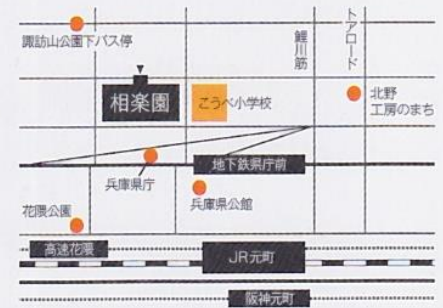 諏訪山公園下バス停
鯉川筋
トアロード
相楽園
こうべ小学校
北野
工房のまち
地下鉄県庁前
兵庫県庁
兵庫県公館
花隈公園
高速花隈
JR元町
阪神元町